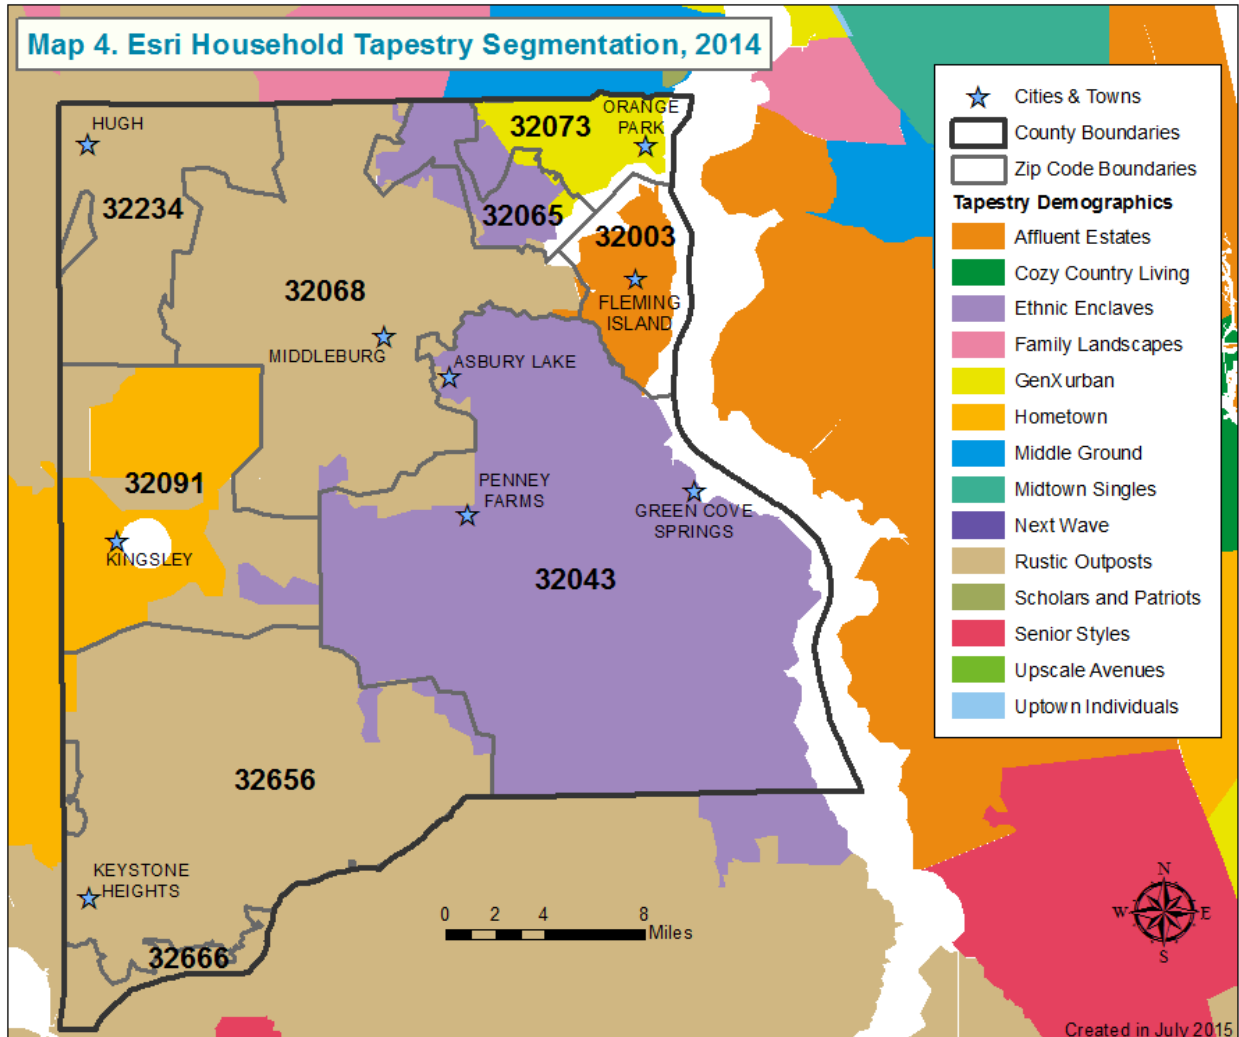 Map 4. Esri Household Tapestry Segmentation, 2014
HUGH
32234
32073
ORANGE
PARK
32065
32003
FLEMING
ISLAND
32068
MIDDLEBURG
ASBURY LAKE
32091
KINGSLEY
PENNEY
FARMS
GREEN COVE
SPRINGS
32043
32656
KEYSTONE
HEIGHTS
32666
0 2 4 8
Miles
Cities & Towns
County Boundaries
Zip Code Boundaries
Tapestry Demographics
Affluent Estates
Cozy Country Living
Ethnic Enclaves
Family Landscapes
GenXurban
Hometown
Middle Ground
Midtown Singles
Next Wave
Rustic Outposts
Scholars and Patriots
Senior Styles
Upscale Avenues
Uptown Individuals
N
W E
S
Created in July 2015